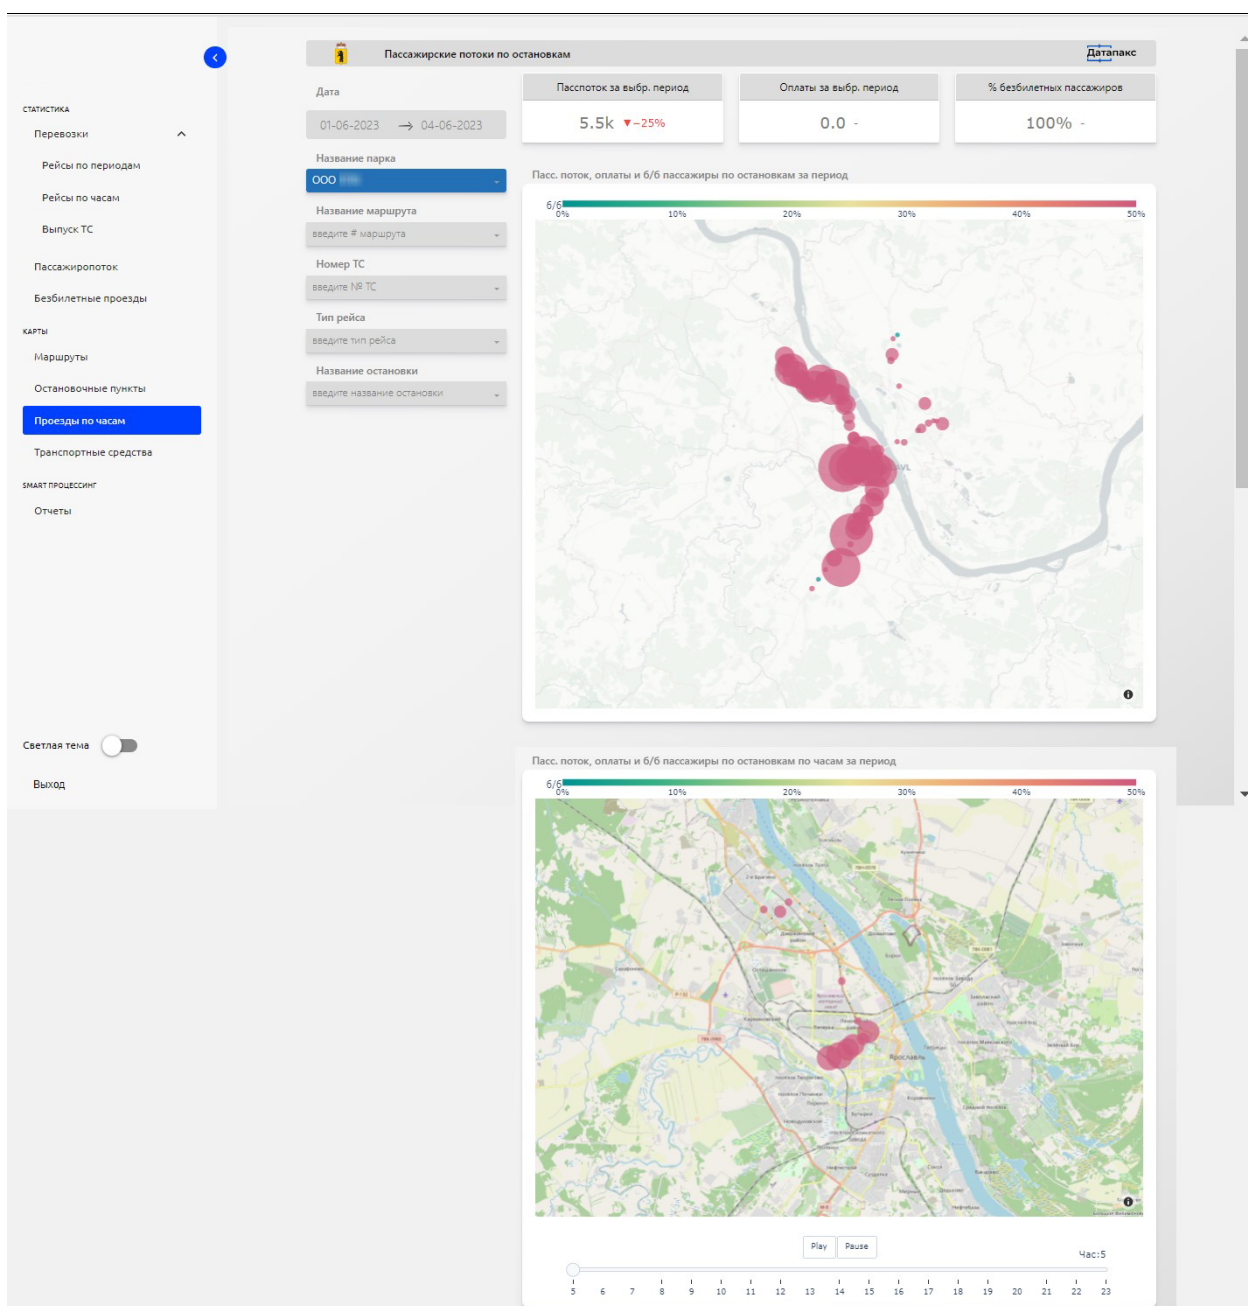 Пассажирские потоки по остановкам
Датапакс
СТАТИСТИКА
Перевозки
Рейсы по периодам
Рейсы по часам
Выпуск ТС
Пассажиропоток
Безбилетные проезды
КАРТЫ
Маршруты
Остановочные пункты
Проезды по часам
Транспортные средства
SMART ПРОЦЕССИНГ
Отчеты
Светлая тема
Выход
Дата
01-06-2023 → 04-06-2023
Название парка
ООО
Название маршрута
введите # маршрута
Номер ТС
введите № ТС
Тип рейса
введите тип рейса
Название остановки
введите название остановки
Пасспоток за выбр. период
5.5k ▼−25%
Оплаты за выбр. период
0.0 -
% безбилетных пассажиров
100% -
Пасс. поток, оплаты и б/б пассажиры по остановкам за период
б/б
0% 10% 20% 30% 40% 50%
AVL
Пасс. поток, оплаты и б/б пассажиры по остановкам по часам за период
б/б
0% 10% 20% 30% 40% 50%
Ярославль
Play Pause
Час:5
5 6 7 8 9 10 11 12 13 14 15 16 17 18 19 20 21 22 23